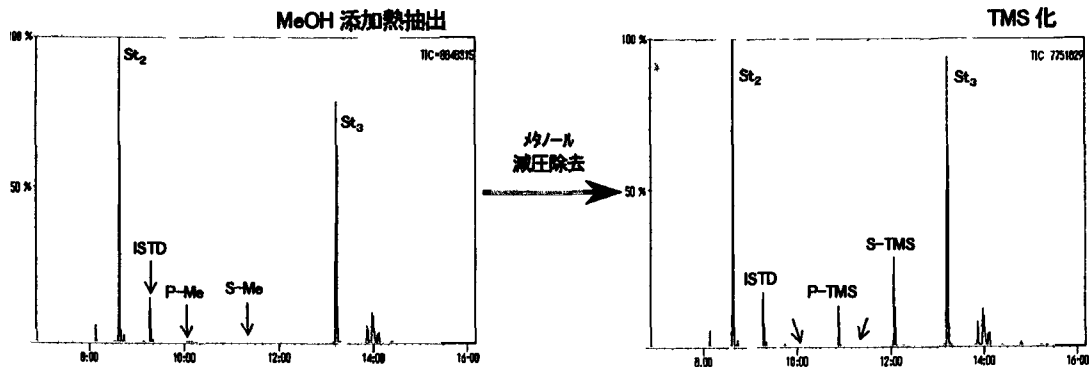 MeOH 添加熱抽出
100 %
TIC=8848315
St₂
St₃
50 %
ISTD
P-Me
S-Me
8:00
10:00
12:00
14:00
16:00
メタノール
減圧除去
TMS 化
100 %
TIC 7751829
St₂
St₃
50 %
S-TMS
ISTD
P-TMS
8.00
10:00
12:00
14:00
16:00